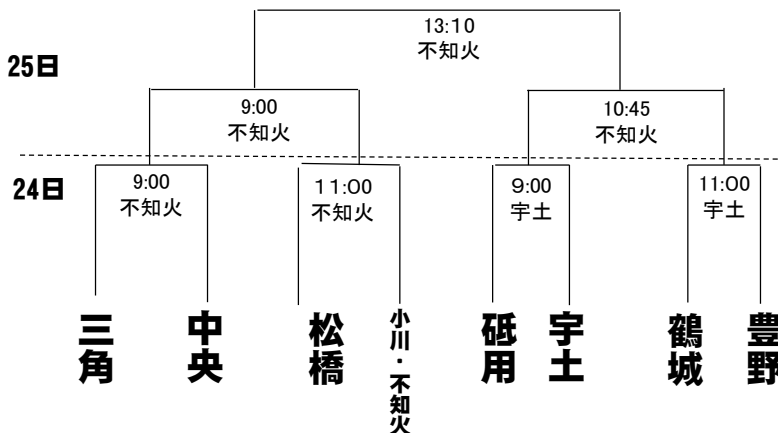 13:10
不知火
25日
9:00
不知火
10:45
不知火
24日
9:00
不知火
11:00
不知火
9:00
宇土
11:00
宇土
三角
中央
松橋
小川・不知火
砥用
宇土
鶴城
豊野